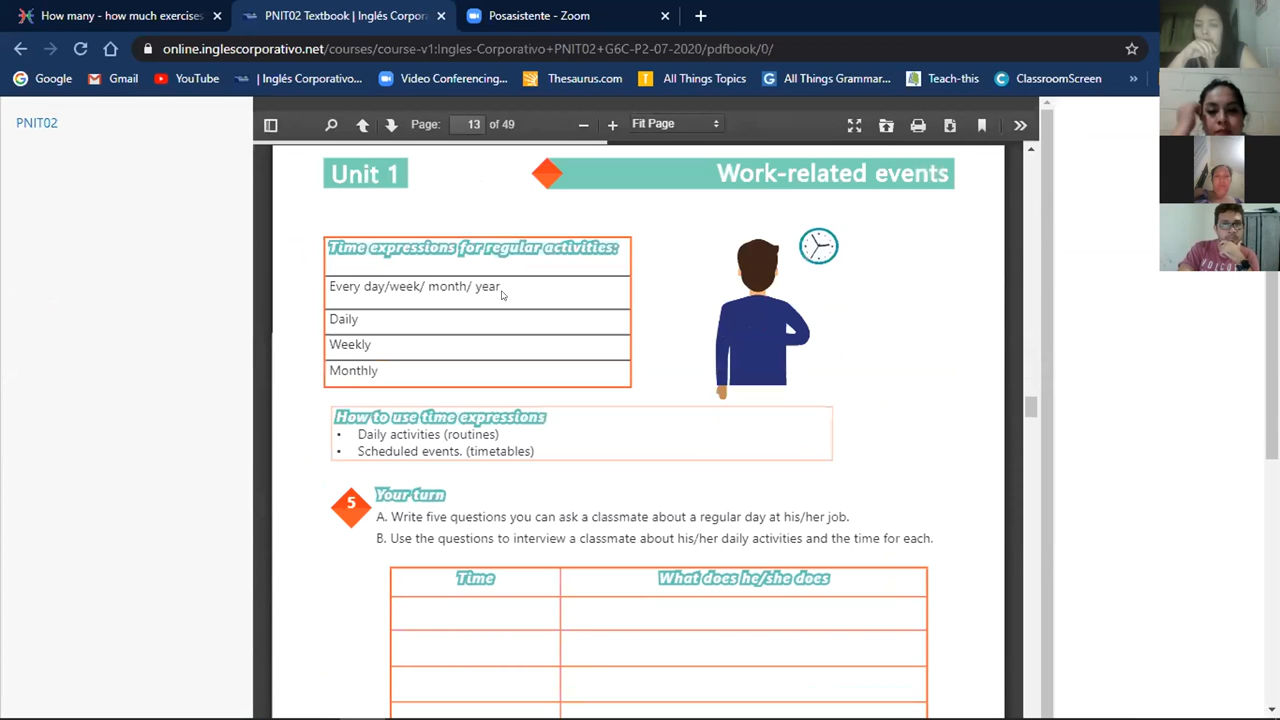 How many - how much exercises
PNIT02 Textbook | Inglés Corpora
Posasistente - Zoom
online.inglescorporativo.net/courses/course-v1:Ingles-Corporativo+PNIT02+G6C-P2-07-2020/pdfbook/0/
Google
Gmail
YouTube
| Inglés Corporativo...
Video Conferencing...
Thesaurus.com
All Things Topics
All Things Grammar...
Teach-this
ClassroomScreen
PNIT02
Page: 13 of 49
Fit Page
Unit 1
Work-related events
Time expressions for regular activities:
Every day/week/ month/ year
Daily
Weekly
Monthly
How to use time expressions
• Daily activities (routines)
• Scheduled events. (timetables)
5 Your turn
A. Write five questions you can ask a classmate about a regular day at his/her job.
B. Use the questions to interview a classmate about his/her daily activities and the time for each.
Time
What does he/she does